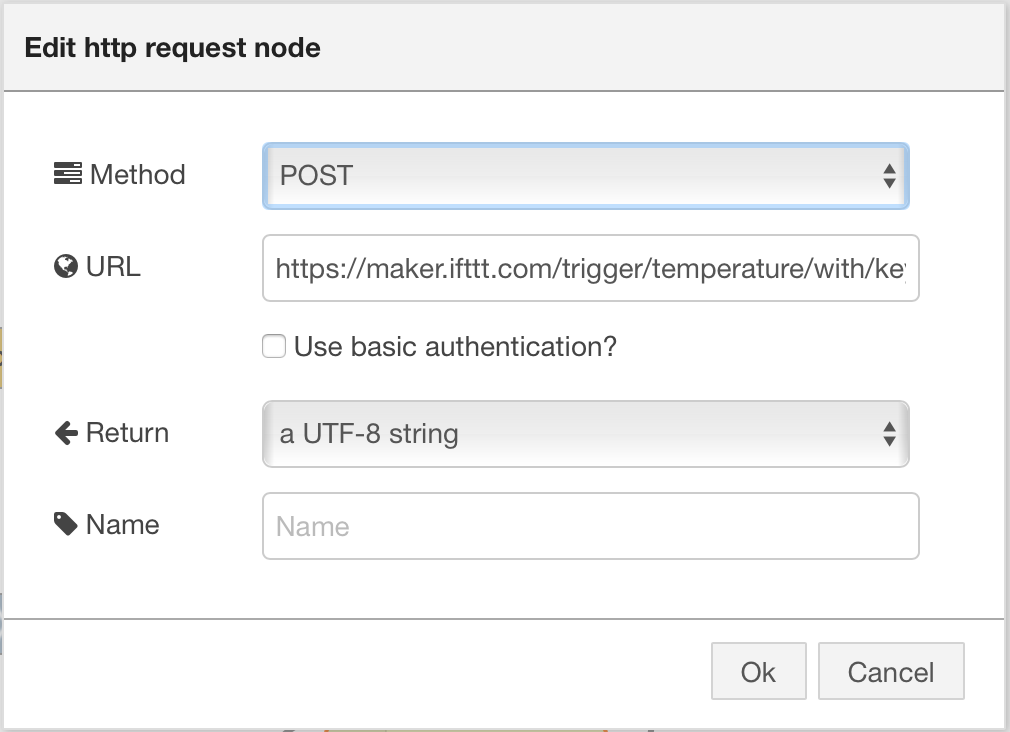 Edit http request node
Method
POST
URL
https://maker.ifttt.com/trigger/temperature/with/ke
Use basic authentication?
Return
a UTF-8 string
Name
Name
Ok
Cancel